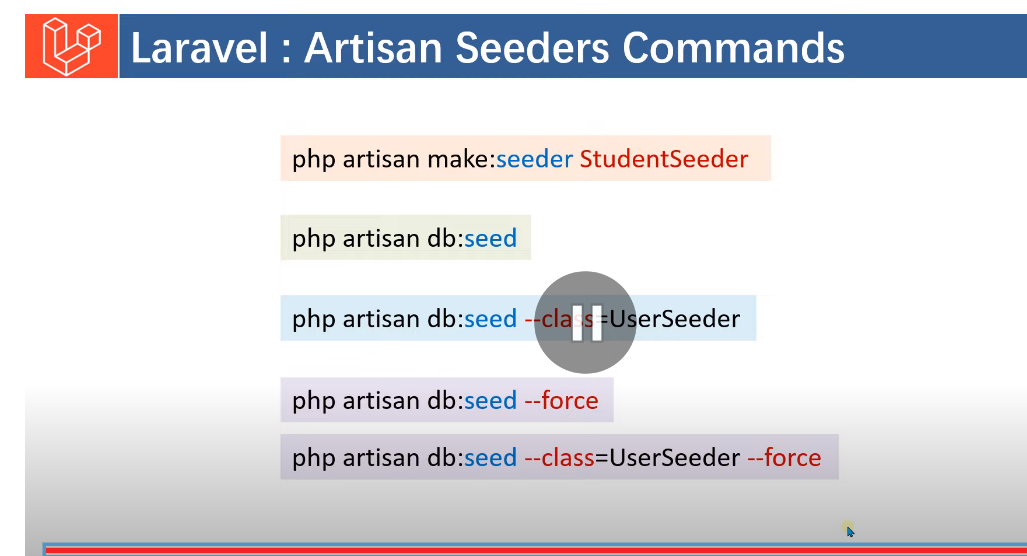 Laravel : Artisan Seeders Commands
php artisan make:seeder StudentSeeder
php artisan db:seed
php artisan db:seed --class=UserSeeder
php artisan db:seed --force
php artisan db:seed --class=UserSeeder --force